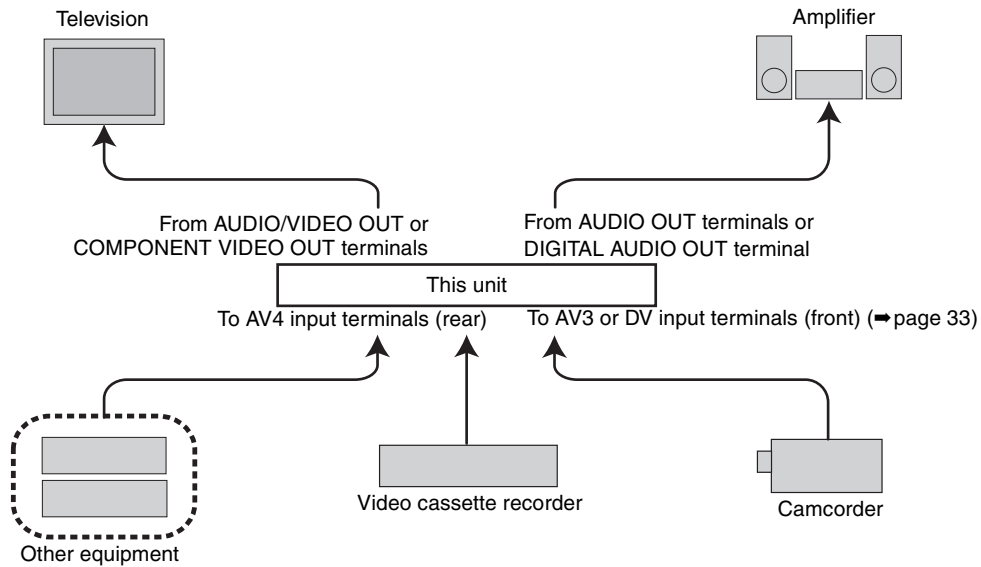 Television
Amplifier
From AUDIO/VIDEO OUT or
COMPONENT VIDEO OUT terminals
From AUDIO OUT terminals or
DIGITAL AUDIO OUT terminal
This unit
To AV4 input terminals (rear)
To AV3 or DV input terminals (front) (➡page 33)
Video cassette recorder
Camcorder
Other equipment